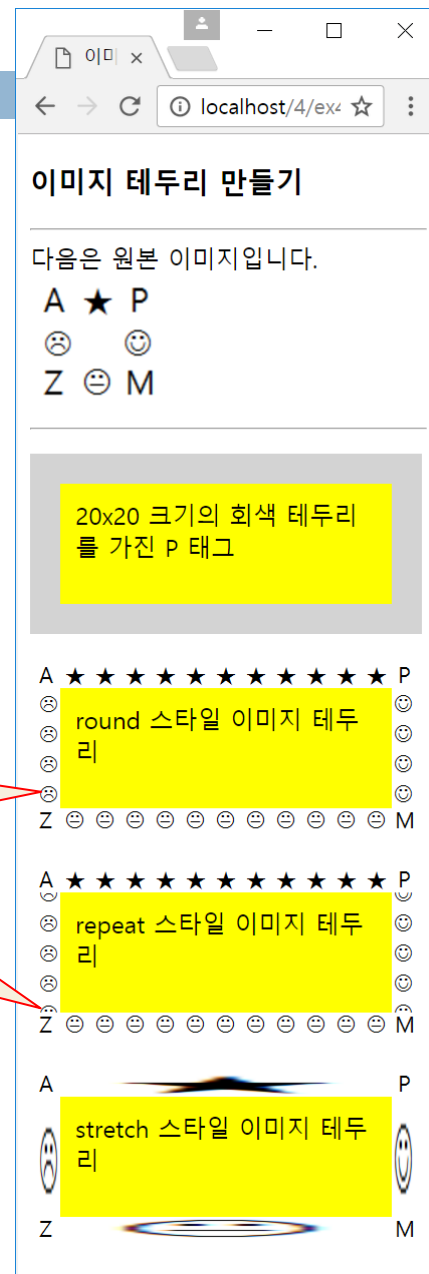 이미
localhost/4/ex4
이미지 테두리 만들기
다음은 원본 이미지입니다.
A ★ P
☹ ☺
Z 😐 M
20x20 크기의 회색 테두리
를 가진 P 태그
A ★ ★ ★ ★ ★ ★ ★ ★ ★ ★ ★ P
round 스타일 이미지 테두
리
Z 😐 😐 😐 😐 😐 😐 😐 😐 😐 😐 😐 M
A ★ ★ ★ ★ ★ ★ ★ ★ ★ ★ ★ P
repeat 스타일 이미지 테두
리
Z 😐 😐 😐 😐 😐 😐 😐 😐 😐 😐 😐 M
A P
stretch 스타일 이미지 테두
리
Z M